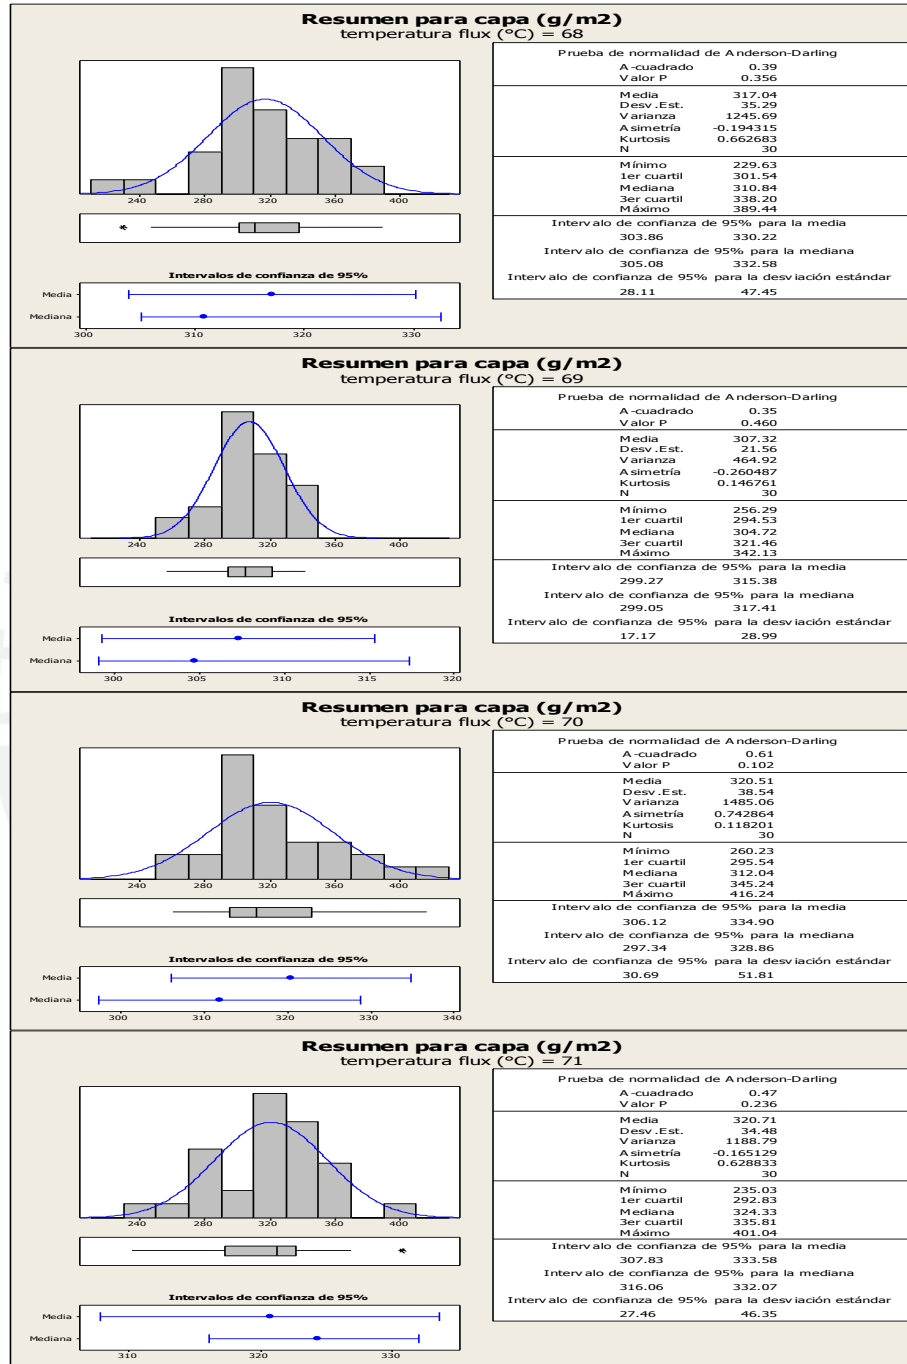 Resumen para capa (g/m2)
temperatura flux (°C) = 68
240 280 320 360 400
Intervalos de confianza de 95%
Media
Mediana
300 310 320 330
Prueba de normalidad de Anderson-Darling
A-cuadrado 0.39
Valor P 0.356
Media 317.04
Desv.Est. 35.29
Varianza 1245.69
Asimetría -0.194315
Kurtosis 0.662683
N 30
Mínimo 229.63
1er cuartil 301.54
Mediana 310.84
3er cuartil 338.20
Máximo 389.44
Intervalo de confianza de 95% para la media
303.86 330.22
Intervalo de confianza de 95% para la mediana
305.08 332.58
Intervalo de confianza de 95% para la desviación estándar
28.11 47.45
Resumen para capa (g/m2)
temperatura flux (°C) = 69
240 280 320 360 400
Intervalos de confianza de 95%
Media
Mediana
300 305 310 315 320
Prueba de normalidad de Anderson-Darling
A-cuadrado 0.35
Valor P 0.460
Media 307.32
Desv.Est. 21.56
Varianza 464.92
Asimetría -0.260487
Kurtosis 0.146761
N 30
Mínimo 256.29
1er cuartil 294.53
Mediana 304.72
3er cuartil 321.46
Máximo 342.13
Intervalo de confianza de 95% para la media
299.27 315.38
Intervalo de confianza de 95% para la mediana
299.05 317.41
Intervalo de confianza de 95% para la desviación estándar
17.17 28.99
Resumen para capa (g/m2)
temperatura flux (°C) = 70
240 280 320 360 400
Intervalos de confianza de 95%
Media
Mediana
300 310 320 330 340
Prueba de normalidad de Anderson-Darling
A-cuadrado 0.61
Valor P 0.102
Media 320.51
Desv.Est. 38.54
Varianza 1485.06
Asimetría 0.742864
Kurtosis 0.118201
N 30
Mínimo 260.23
1er cuartil 295.54
Mediana 312.04
3er cuartil 345.24
Máximo 416.24
Intervalo de confianza de 95% para la media
306.12 334.90
Intervalo de confianza de 95% para la mediana
297.34 328.86
Intervalo de confianza de 95% para la desviación estándar
30.69 51.81
Resumen para capa (g/m2)
temperatura flux (°C) = 71
240 280 320 360 400
Intervalos de confianza de 95%
Media
Mediana
310 320 330
Prueba de normalidad de Anderson-Darling
A-cuadrado 0.47
Valor P 0.236
Media 320.71
Desv.Est. 34.48
Varianza 1188.79
Asimetría -0.165129
Kurtosis 0.628833
N 30
Mínimo 235.03
1er cuartil 292.83
Mediana 324.33
3er cuartil 335.81
Máximo 401.04
Intervalo de confianza de 95% para la media
307.83 333.58
Intervalo de confianza de 95% para la mediana
316.06 332.07
Intervalo de confianza de 95% para la desviación estándar
27.46 46.35